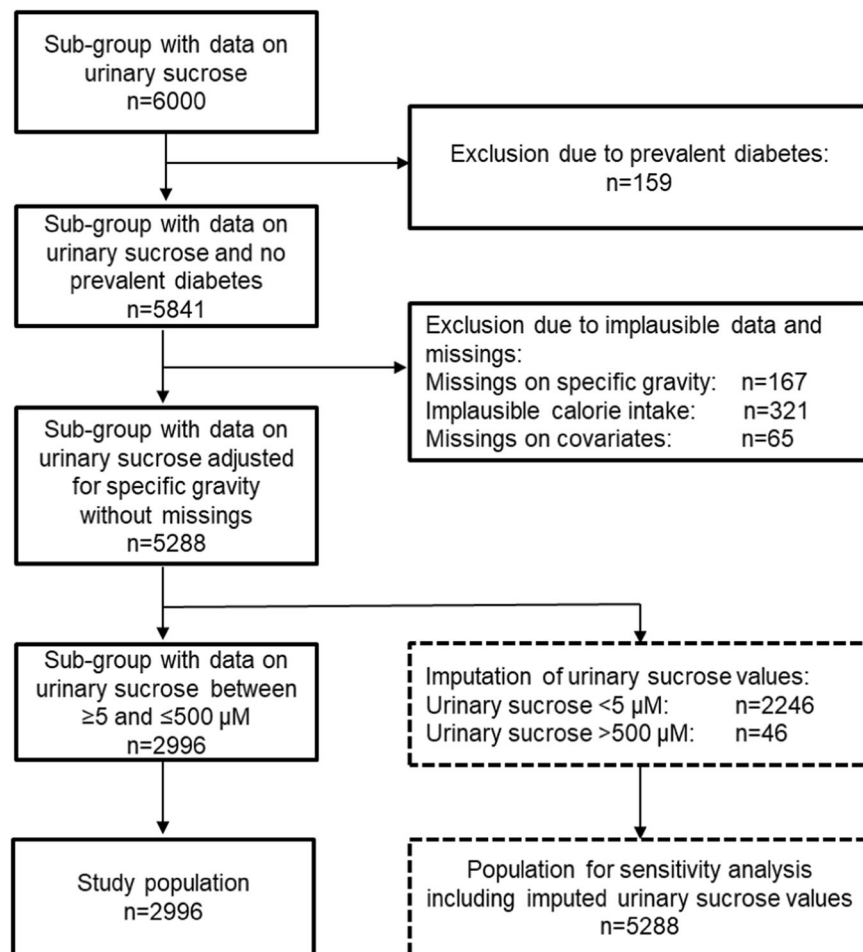 Sub-group with data on
urinary sucrose
n=6000
Exclusion due to prevalent diabetes:
n=159
Sub-group with data on
urinary sucrose and no
prevalent diabetes
n=5841
Exclusion due to implausible data and
missings:
Missings on specific gravity: n=167
Implausible calorie intake: n=321
Missings on covariates: n=65
Sub-group with data on
urinary sucrose adjusted
for specific gravity
without missings
n=5288
Sub-group with data on
urinary sucrose between
≥5 and ≤500 µM
n=2996
Imputation of urinary sucrose values:
Urinary sucrose <5 µM: n=2246
Urinary sucrose >500 µM: n=46
Study population
n=2996
Population for sensitivity analysis
including imputed urinary sucrose values
n=5288